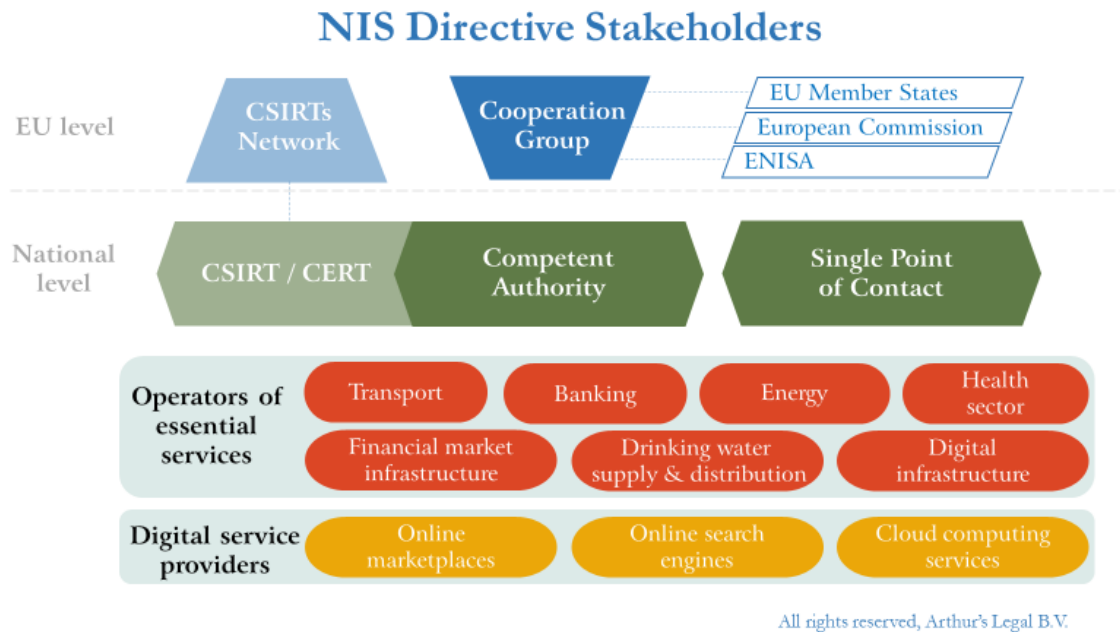 NIS Directive Stakeholders
EU level
CSIRTs
Network
Cooperation
Group
EU Member States
European Commission
ENISA
National
level
CSIRT / CERT
Competent
Authority
Single Point
of Contact
Operators of
essential
services
Transport
Banking
Energy
Health
sector
Financial market
infrastructure
Drinking water
supply & distribution
Digital
infrastructure
Digital service
providers
Online
marketplaces
Online search
engines
Cloud computing
services
All rights reserved, Arthur's Legal B.V.